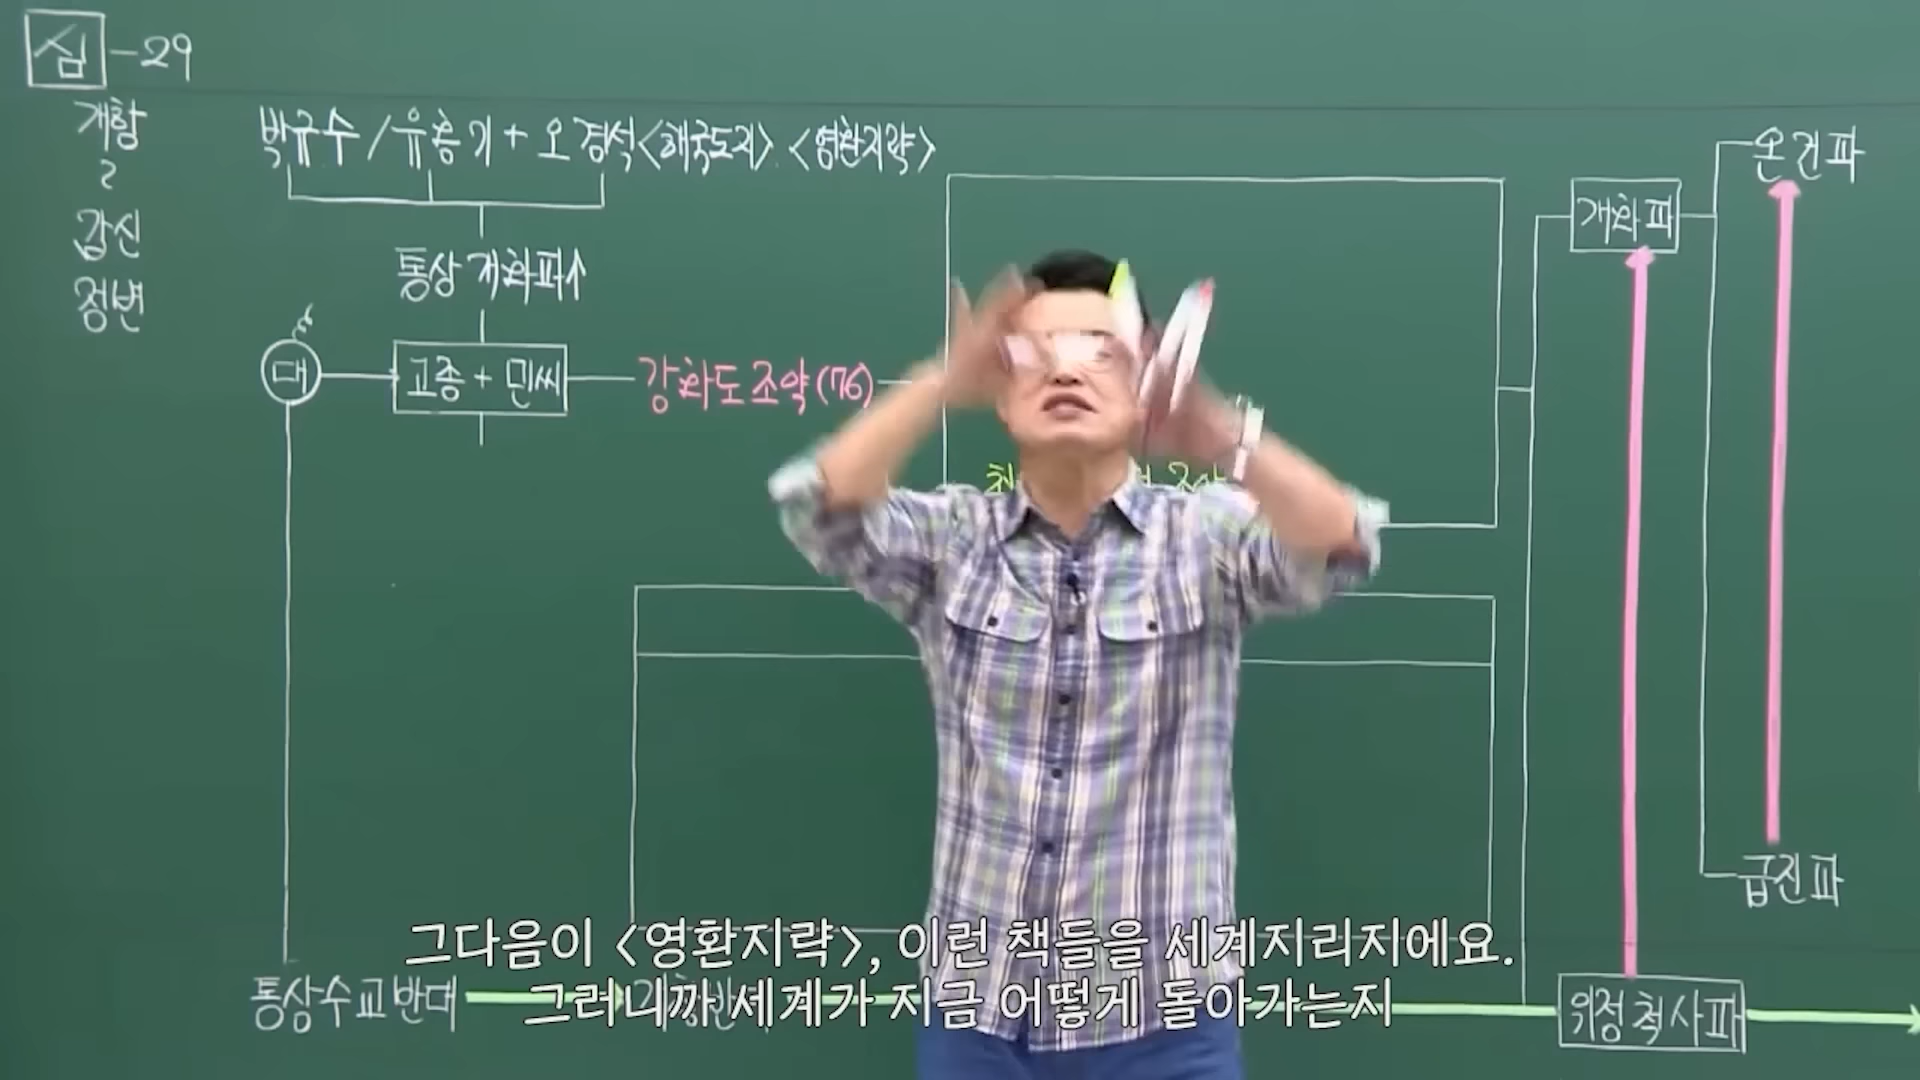 심-29
개항
~
갑신
정변
박규수/유홍기+오경석<해국도지>.<영환지략>
통상 개화파↑
대
고종+민씨
강화도 조약(76)
개화파
온건파
급진파
통상수교반대
위정척사파
그다음이 <영환지략>, 이런 책들을 세계지리지에요.
그러니까 세계가 지금 어떻게 돌아가는지